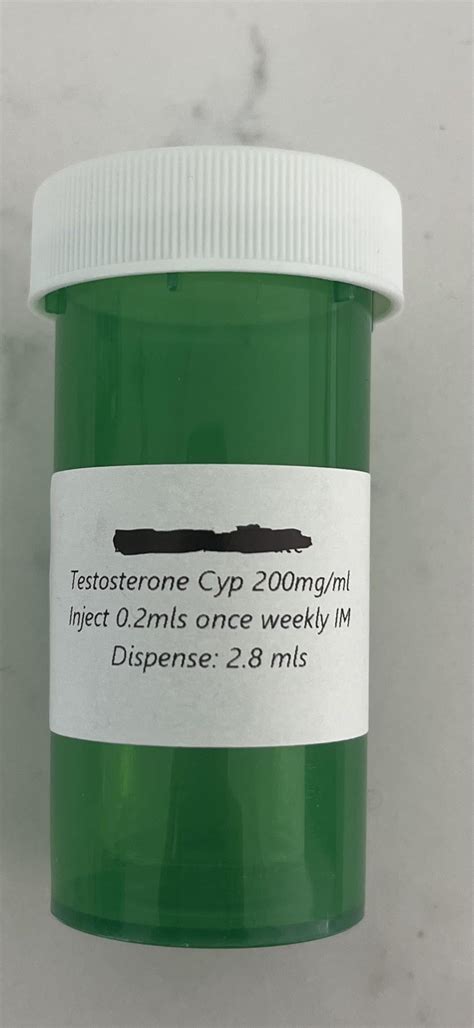 Testosterone Cyp 200mg/ml
Inject 0.2mls once weekly IM
Dispense: 2.8 mls